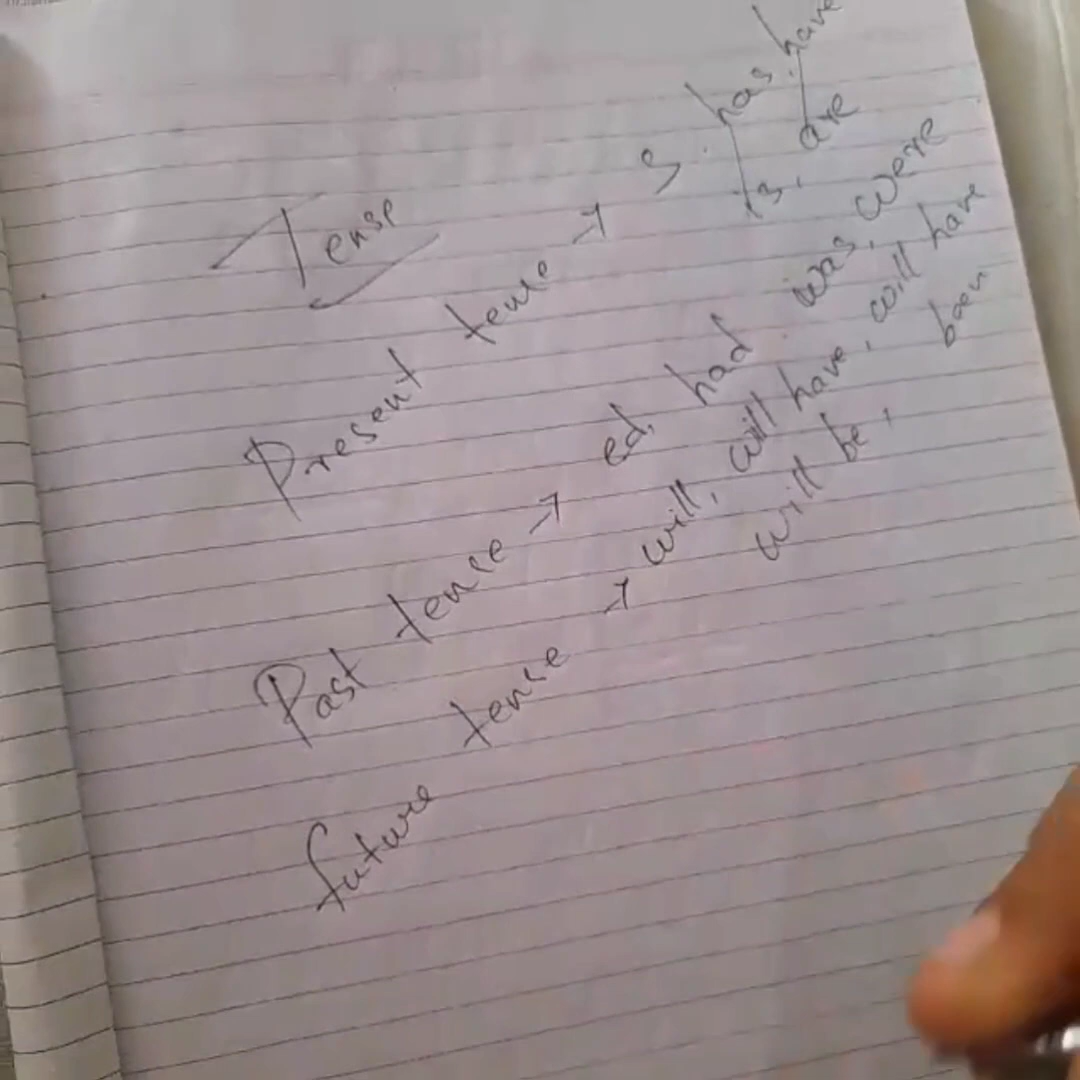 Tense
Present tense → s. has, have
is, are
Past tense → ed, had was, were
future tense → will, will have, will have
will be, been